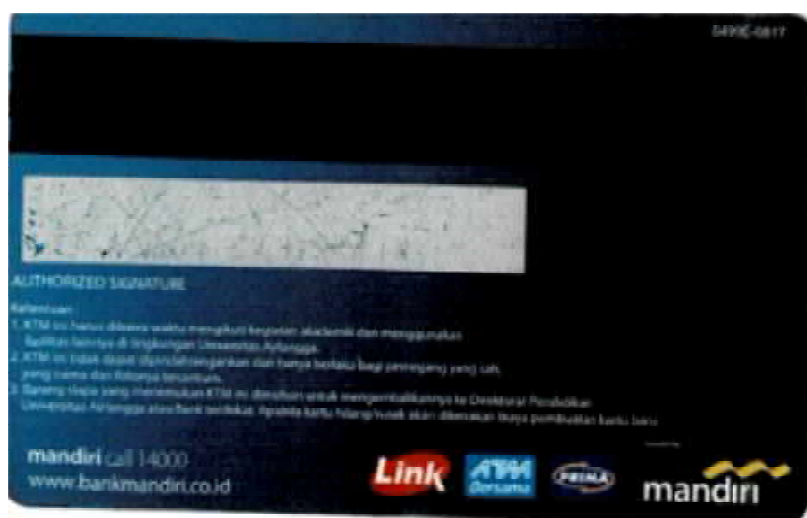 0499E-0817
AUTHORIZED SIGNATURE
Ketentuan:
1. KTM ini harus dibawa waktu mengikuti kegiatan akademik dan menggunakan
fasilitas lainnya di lingkungan Universitas Airlangga.
2. KTM ini tidak dapat dipindahtangankan dan hanya berlaku bagi pemegang yang sah,
yang nama dan fotonya tercantum.
3. Barang siapa yang menemukan KTM ini dimohon untuk mengembalikannya ke Direktorat Pendidikan
Universitas Airlangga atau Bank terdekat. Apabila kartu hilang/rusak akan dikenakan biaya pembuatan kartu baru.
mandiri call 14000
www.bankmandiri.co.id
Link
ATM
Bersama
PRIMA
mandiri